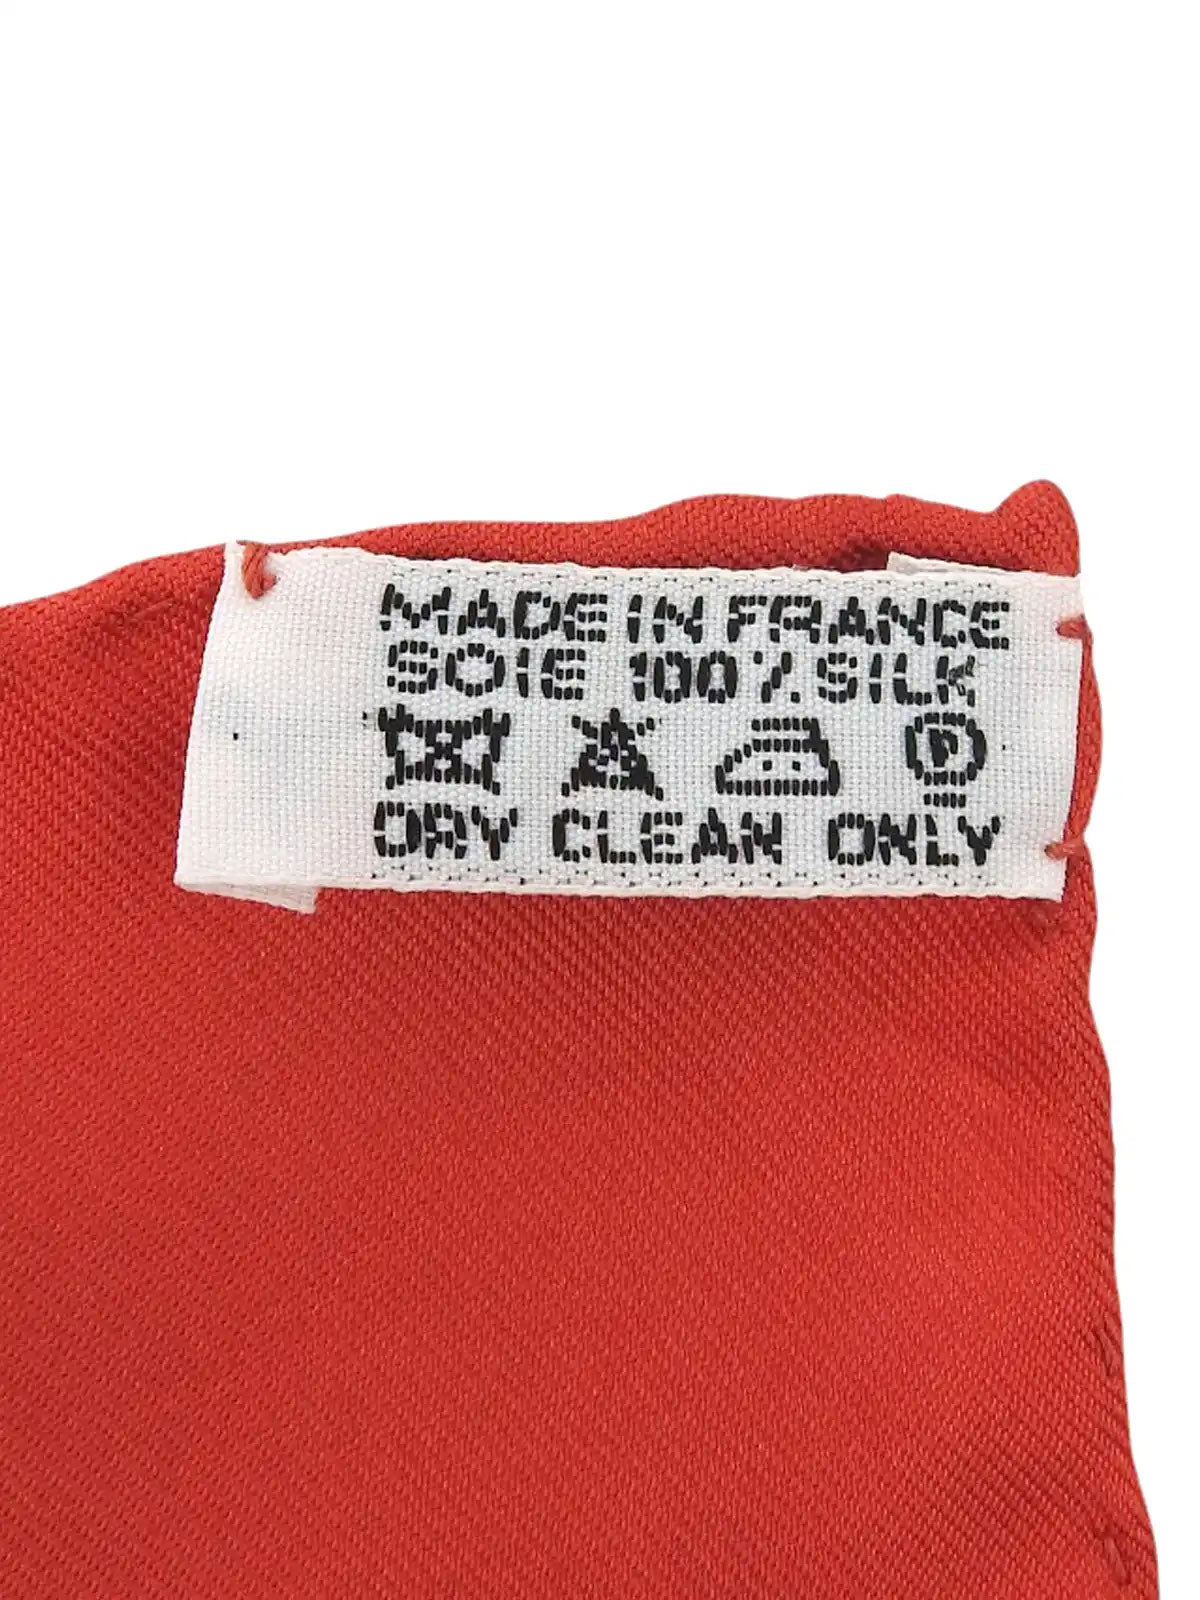 MADE IN FRANCE
SOIE 100% SILK
P
DRY CLEAN ONLY